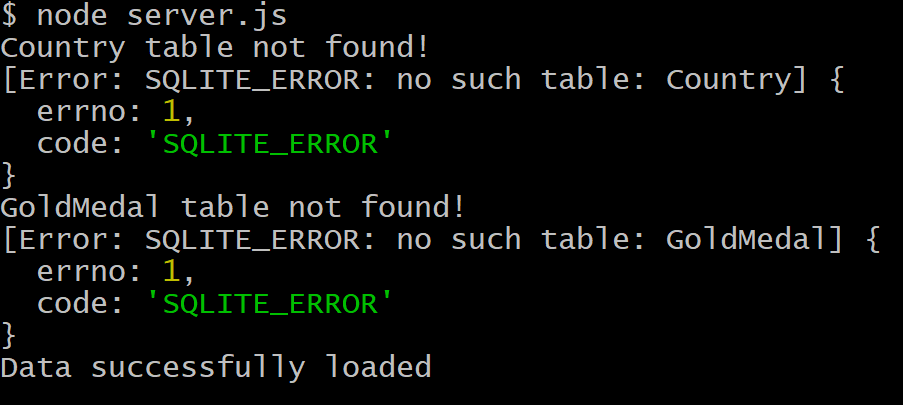 $ node server.js
Country table not found!
[Error: SQLITE_ERROR: no such table: Country] {
  errno: 1,
  code: 'SQLITE_ERROR'
}
GoldMedal table not found!
[Error: SQLITE_ERROR: no such table: GoldMedal] {
  errno: 1,
  code: 'SQLITE_ERROR'
}
Data successfully loaded